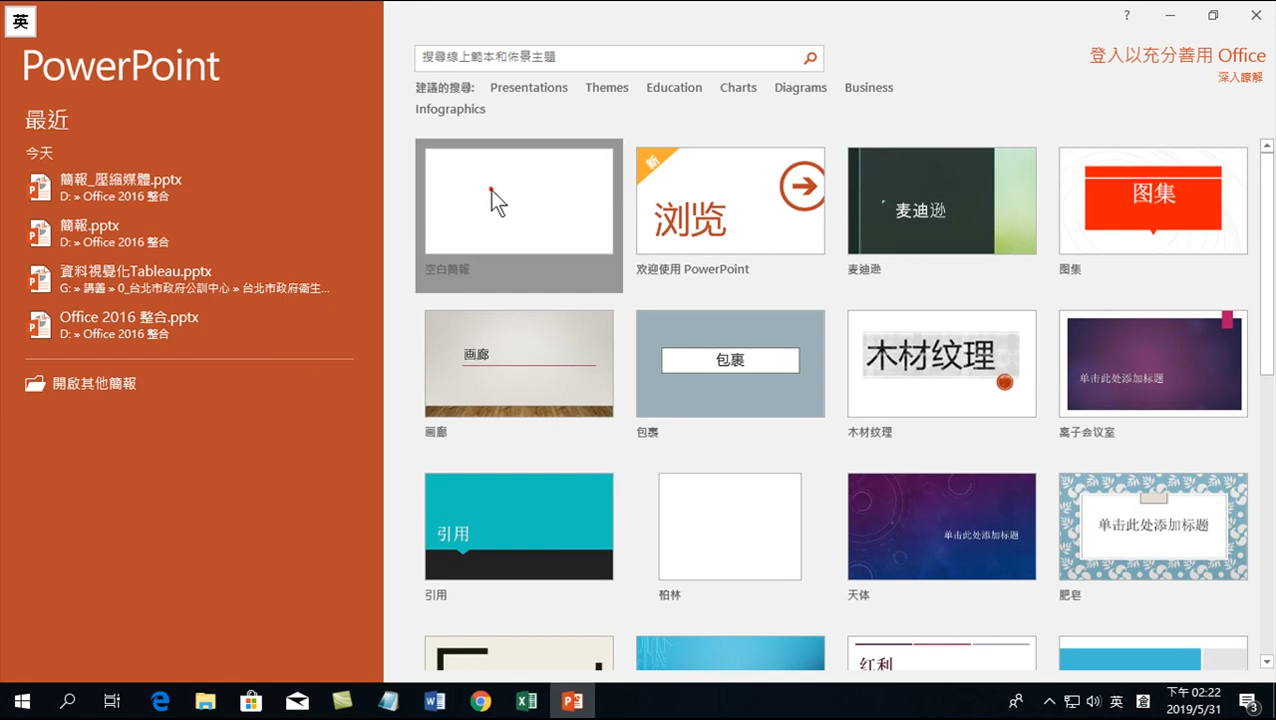 英
PowerPoint
最近
今天
簡報_壓縮媒體.pptx
D: » Office 2016 整合
簡報.pptx
D: » Office 2016 整合
資料視覺化Tableau.pptx
G: » 講義 » 0_台北市政府公訓中心 » 台北市政府衛生...
Office 2016 整合.pptx
D: » Office 2016 整合
開啟其他簡報
?
登入以充分善用 Office
深入瞭解
搜尋線上範本和佈景主題
建議的搜尋: Presentations Themes Education Charts Diagrams Business
Infographics
空白簡報
新
浏览
欢迎使用 PowerPoint
麦迪逊
麦迪逊
图集
图集
画廊
画廊
包裹
包裹
木材纹理
木材纹理
单击此处添加标题
离子会议室
引用
引用
柏林
单击此处添加标题
天体
单击此处添加标题
肥皂
红利
英
倉
下午 02:22
2019/5/31
3